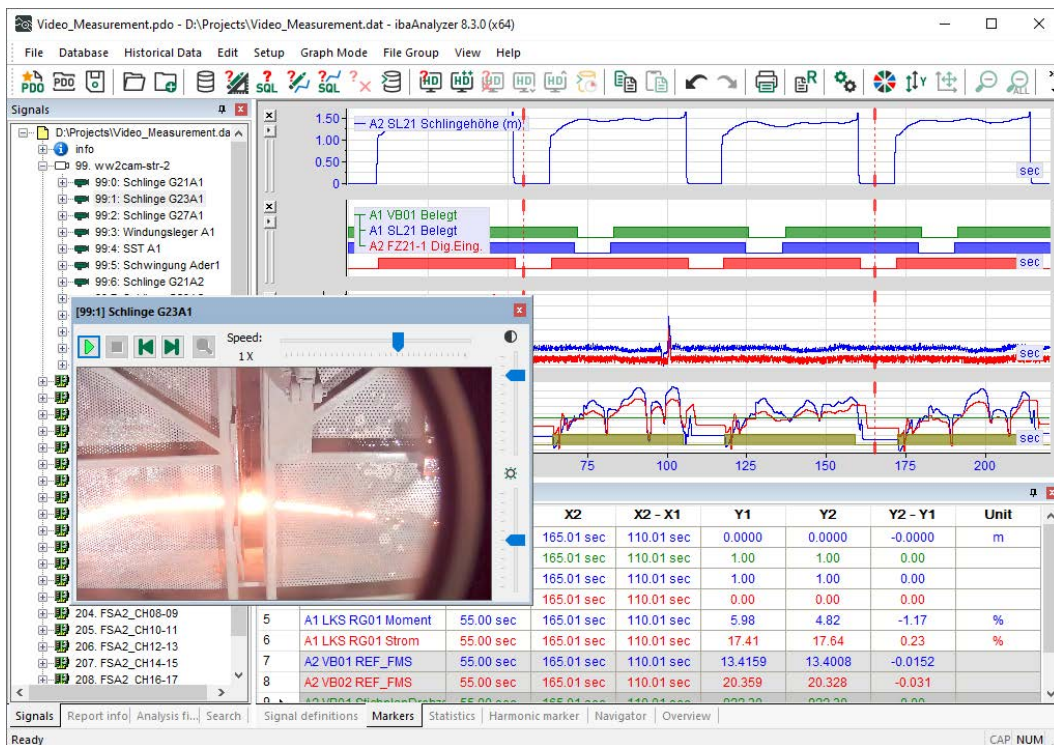 Video_Measurement.pdo - D:\Projects\Video_Measurement.dat - ibaAnalyzer 8.3.0 (x64)
File Database Historical Data Edit Setup Graph Mode File Group View Help
PDO PDO SQL SQL HD HD HD HD HD R Y ALL
Signals
D:\Projects\Video_Measurement.da
info
99. ww2cam-str-2
99:0: Schlinge G21A1
99:1: Schlinge G23A1
99:2: Schlinge G27A1
99:3: Windungsleger A1
99:4: SST A1
99:5: Schwingung Ader1
99:6: Schlinge G21A2
204. FSA2_CH08-09
205. FSA2_CH10-11
206. FSA2_CH12-13
207. FSA2_CH14-15
208. FSA2_CH16-17
1.50
1.00
0.50
0
A2 SL21 Schlingehöhe (m)
sec
A1 VB01 Belegt
A1 SL21 Belegt
A2 FZ21-1 Dig.Eing.
sec
sec
sec
75 100 125 150 175 200
[99:1] Schlinge G23A1
Speed:
1 X
X2 X2 - X1 Y1 Y2 Y2 - Y1 Unit
165.01 sec 110.01 sec 0.0000 0.0000 -0.0000 m
165.01 sec 110.01 sec 1.00 1.00 0.00
165.01 sec 110.01 sec 1.00 1.00 0.00
165.01 sec 110.01 sec 0.00 0.00 0.00
5 A1 LKS RG01 Moment 55.00 sec 165.01 sec 110.01 sec 5.98 4.82 -1.17 %
6 A1 LKS RG01 Strom 55.00 sec 165.01 sec 110.01 sec 17.41 17.64 0.23 %
7 A2 VB01 REF_FMS 55.00 sec 165.01 sec 110.01 sec 13.4159 13.4008 -0.0152
8 A2 VB02 REF_FMS 55.00 sec 165.01 sec 110.01 sec 20.359 20.328 -0.031
Signals Report info Analysis fi... Search Signal definitions Markers Statistics Harmonic marker Navigator Overview
Ready CAP NUM